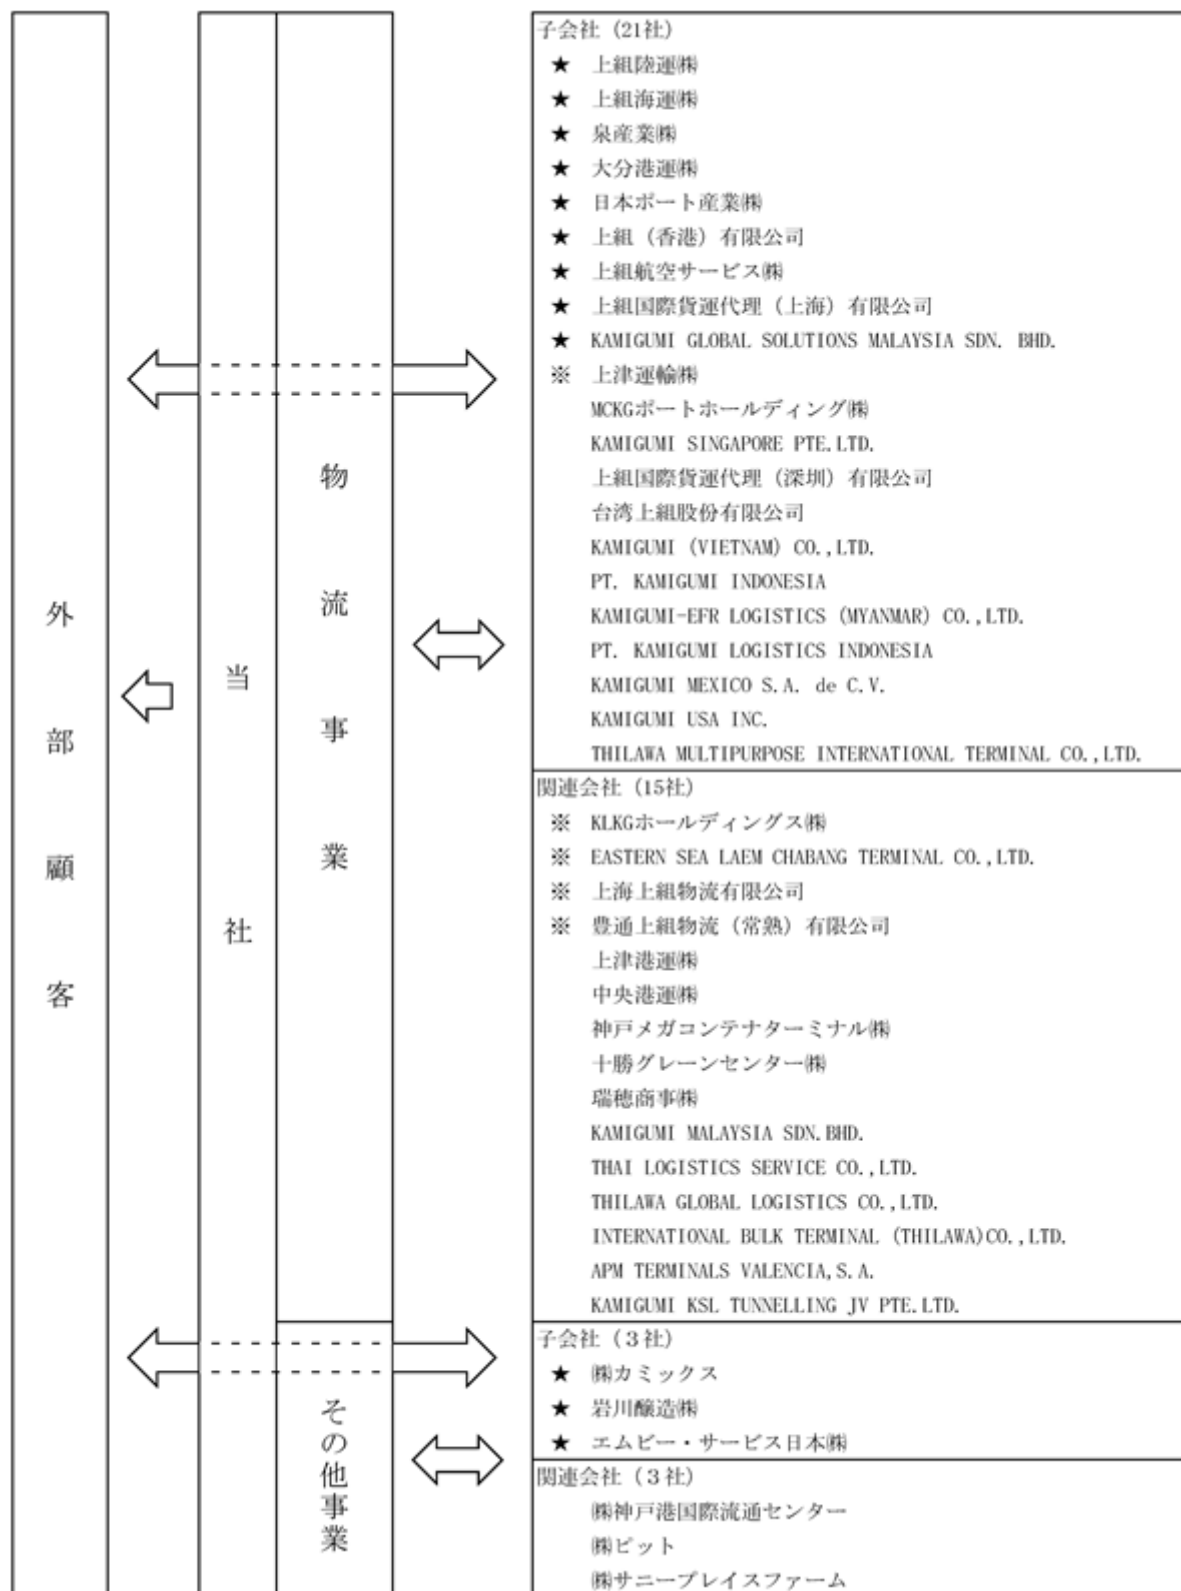 外部顧客
当社
物流事業
子会社（21社）
★ 上組陸運㈱
★ 上組海運㈱
★ 泉産業㈱
★ 大分港運㈱
★ 日本ポート産業㈱
★ 上組（香港）有限公司
★ 上組航空サービス㈱
★ 上組国際貨運代理（上海）有限公司
★ KAMIGUMI GLOBAL SOLUTIONS MALAYSIA SDN. BHD.
※ 上津運輸㈱
MCKGポートホールディング㈱
KAMIGUMI SINGAPORE PTE.LTD.
上組国際貨運代理（深圳）有限公司
台湾上組股份有限公司
KAMIGUMI (VIETNAM) CO.,LTD.
PT. KAMIGUMI INDONESIA
KAMIGUMI-EFR LOGISTICS (MYANMAR) CO.,LTD.
PT. KAMIGUMI LOGISTICS INDONESIA
KAMIGUMI MEXICO S.A. de C.V.
KAMIGUMI USA INC.
THILAWA MULTIPURPOSE INTERNATIONAL TERMINAL CO.,LTD.
関連会社（15社）
※ KLKGホールディングス㈱
※ EASTERN SEA LAEM CHABANG TERMINAL CO.,LTD.
※ 上海上組物流有限公司
※ 豊通上組物流（常熟）有限公司
上津港運㈱
中央港運㈱
神戸メガコンテナターミナル㈱
十勝グレーンセンター㈱
瑞穂商事㈱
KAMIGUMI MALAYSIA SDN.BHD.
THAI LOGISTICS SERVICE CO.,LTD.
THILAWA GLOBAL LOGISTICS CO.,LTD.
INTERNATIONAL BULK TERMINAL (THILAWA)CO.,LTD.
APM TERMINALS VALENCIA,S.A.
KAMIGUMI KSL TUNNELLING JV PTE.LTD.
その他事業
子会社（３社）
★ ㈱カミックス
★ 岩川醸造㈱
★ エムビー・サービス日本㈱
関連会社（３社）
㈱神戸港国際流通センター
㈱ピット
㈱サニープレイスファーム